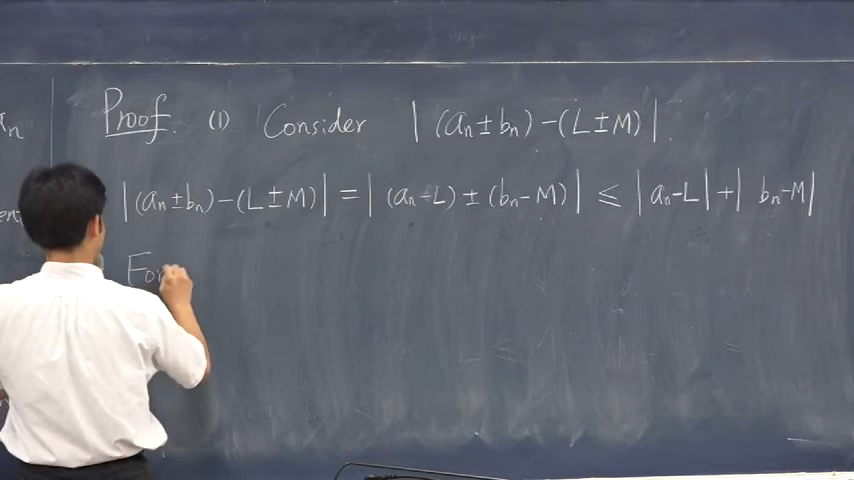 Proof. (1) Consider |(aₙ±bₙ)-(L±M)|.
|(aₙ±bₙ)-(L±M)| = |(aₙ-L)±(bₙ-M)| ≤ |aₙ-L|+|bₙ-M|
For